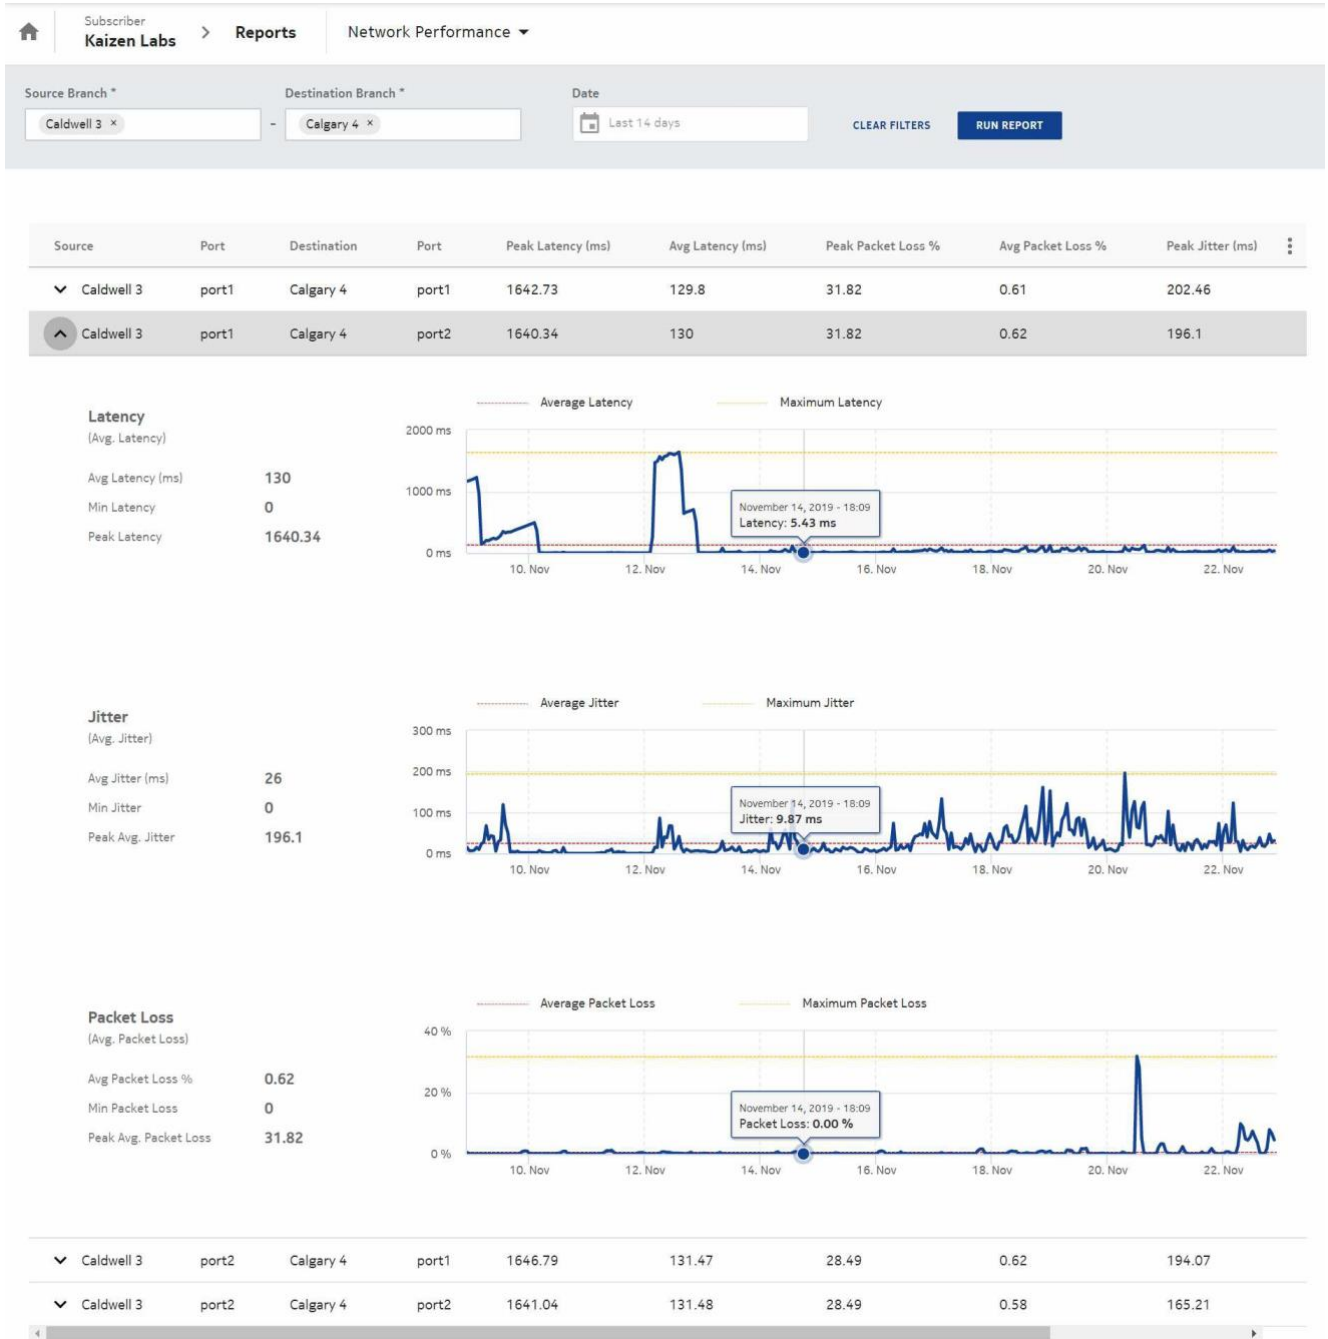 Subscriber
Kaizen Labs > Reports Network Performance
Source Branch * Destination Branch * Date
Caldwell 3 × - Calgary 4 × Last 14 days CLEAR FILTERS RUN REPORT
Source Port Destination Port Peak Latency (ms) Avg Latency (ms) Peak Packet Loss % Avg Packet Loss % Peak Jitter (ms)
Caldwell 3 port1 Calgary 4 port1 1642.73 129.8 31.82 0.61 202.46
Caldwell 3 port1 Calgary 4 port2 1640.34 130 31.82 0.62 196.1
Average Latency Maximum Latency
Latency
(Avg. Latency)
Avg Latency (ms) 130
Min Latency 0
Peak Latency 1640.34
2000 ms
1000 ms
0 ms
November 14, 2019 - 18:09
Latency: 5.43 ms
10. Nov 12. Nov 14. Nov 16. Nov 18. Nov 20. Nov 22. Nov
Average Jitter Maximum Jitter
Jitter
(Avg. Jitter)
Avg Jitter (ms) 26
Min Jitter 0
Peak Avg. Jitter 196.1
300 ms
200 ms
100 ms
0 ms
November 14, 2019 - 18:09
Jitter: 9.87 ms
10. Nov 12. Nov 14. Nov 16. Nov 18. Nov 20. Nov 22. Nov
Average Packet Loss Maximum Packet Loss
Packet Loss
(Avg. Packet Loss)
Avg Packet Loss % 0.62
Min Packet Loss 0
Peak Avg. Packet Loss 31.82
40 %
20 %
0 %
November 14, 2019 - 18:09
Packet Loss: 0.00 %
10. Nov 12. Nov 14. Nov 16. Nov 18. Nov 20. Nov 22. Nov
Caldwell 3 port2 Calgary 4 port1 1646.79 131.47 28.49 0.62 194.07
Caldwell 3 port2 Calgary 4 port2 1641.04 131.48 28.49 0.58 165.21